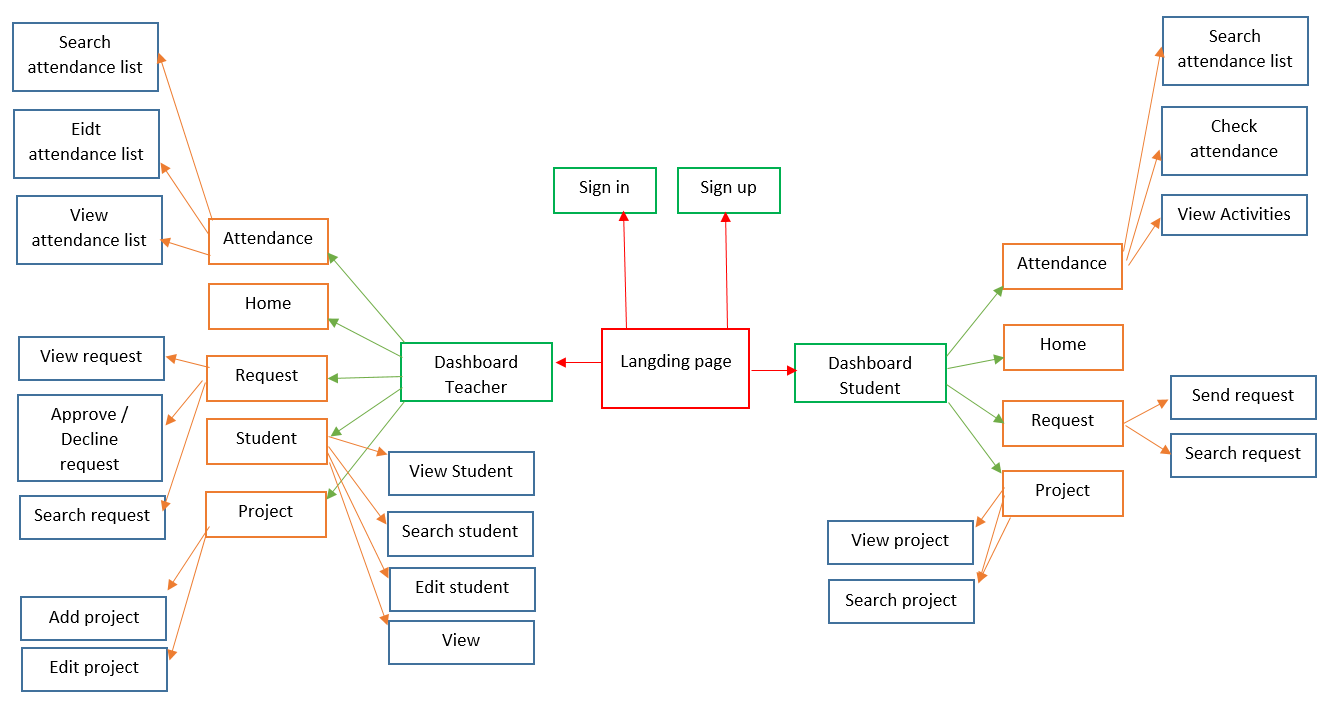 Search
attendance list
Eidt
attendance list
View
attendance list
Attendance
Home
View request
Request
Approve /
Decline
request
Student
Search request
Project
Add project
Edit project
View Student
Search student
Edit student
View
Dashboard
Teacher
Sign in
Sign up
Langding page
Dashboard
Student
Attendance
Home
Request
Project
Search
attendance list
Check
attendance
View Activities
Send request
Search request
View project
Search project